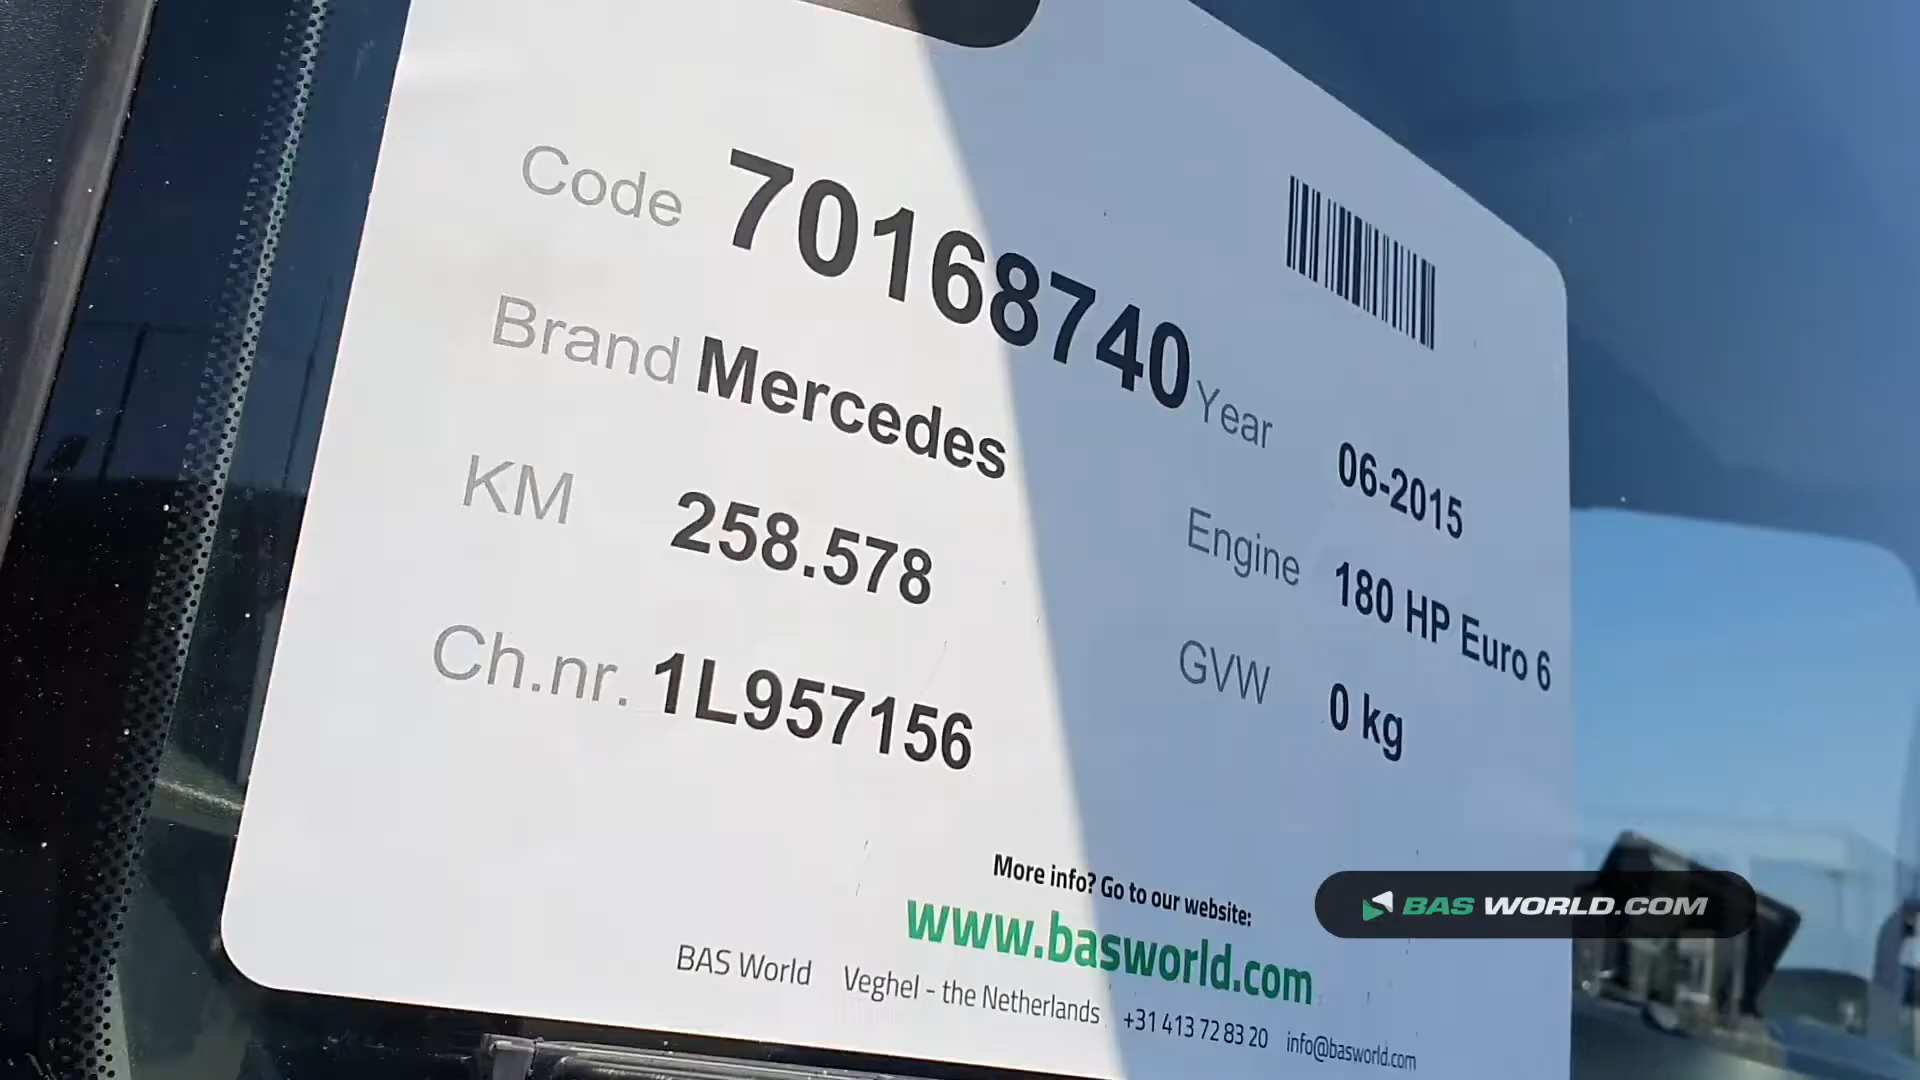 Code 70168740
Brand Mercedes
KM 258.578
Ch.nr. 1L957156
Year 06-2015
Engine 180 HP Euro 6
GVW 0 kg
More info? Go to our website:
www.basworld.com
BAS World Veghel - the Netherlands +31 413 72 83 20 info@basworld.com
BAS WORLD.COM